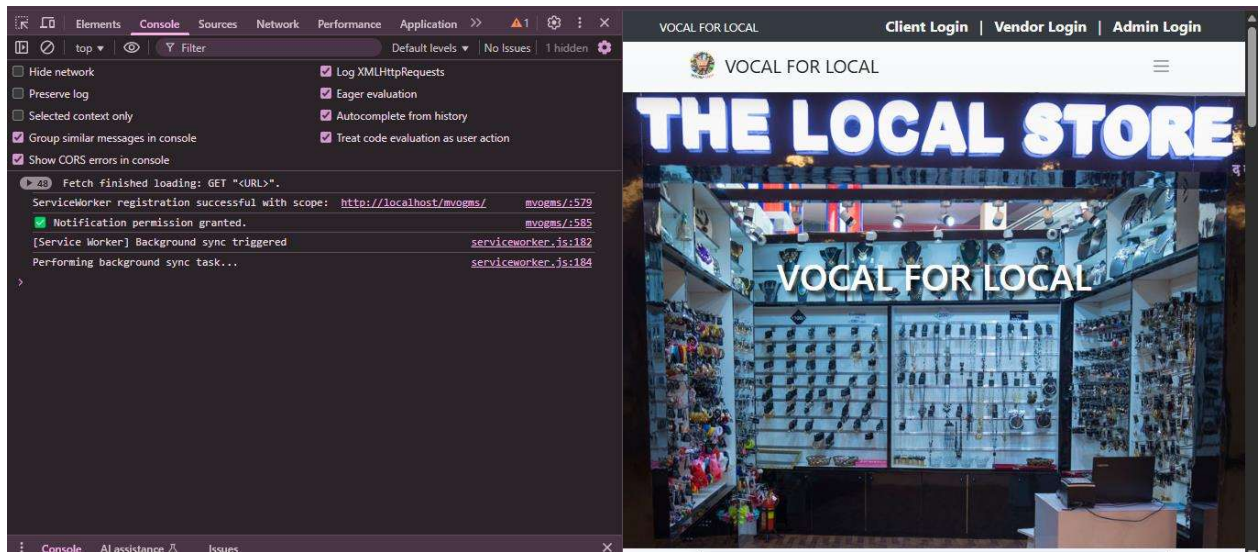 Elements Console Sources Network Performance Application 1
top Filter Default levels No Issues 1 hidden
Hide network
Log XMLHttpRequests
Preserve log
Eager evaluation
Selected context only
Autocomplete from history
Group similar messages in console
Treat code evaluation as user action
Show CORS errors in console
48 Fetch finished loading: GET "<URL>".
ServiceWorker registration successful with scope: http://localhost/mvogms/ mvogms/:579
✅ Notification permission granted. mvogms/:585
[Service Worker] Background sync triggered serviceworker.js:182
Performing background sync task... serviceworker.js:184
Console AI assistance Issues
VOCAL FOR LOCAL Client Login | Vendor Login | Admin Login
VOCAL FOR LOCAL
THE LOCAL STORE
VOCAL FOR LOCAL